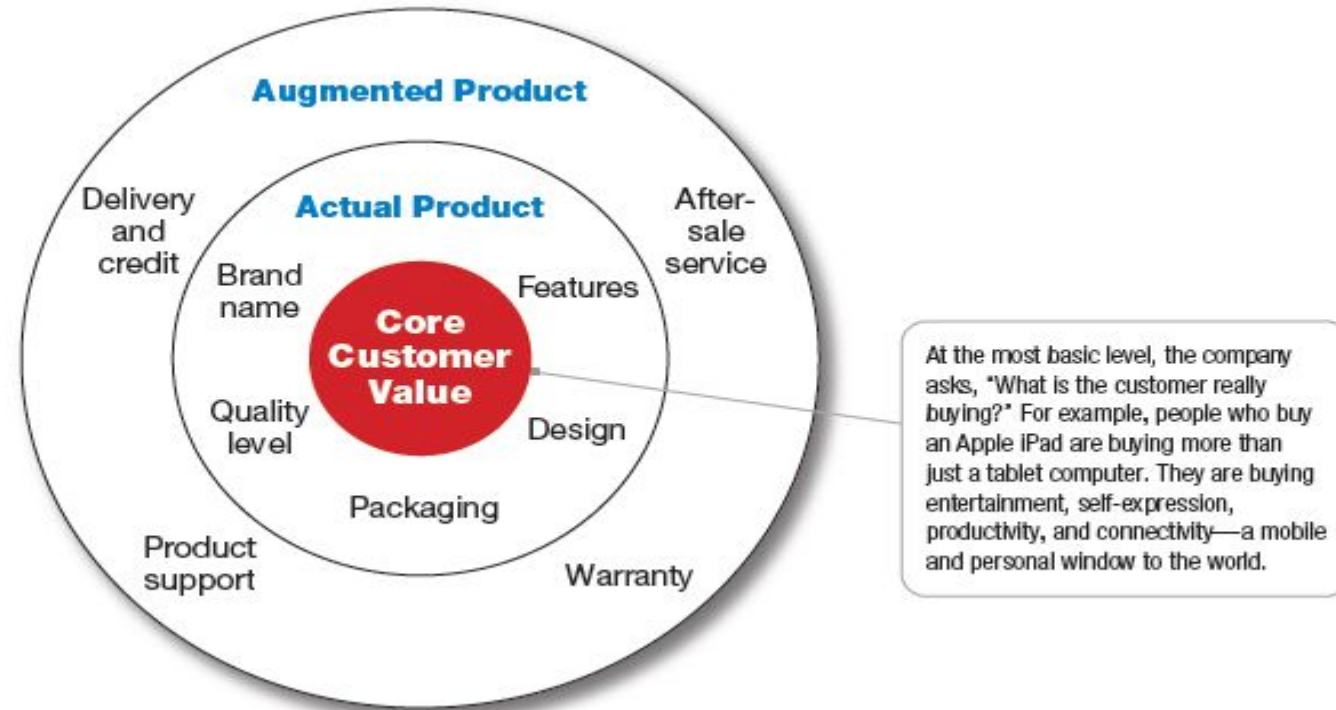 Augmented Product
Delivery
and
credit
After-
sale
service
Actual Product
Brand
name
Features
Core
Customer
Value
Quality
level
Design
Packaging
Product
support
Warranty
At the most basic level, the company
asks, "What is the customer really
buying?" For example, people who buy
an Apple iPad are buying more than
just a tablet computer. They are buying
entertainment, self-expression,
productivity, and connectivity—a mobile
and personal window to the world.